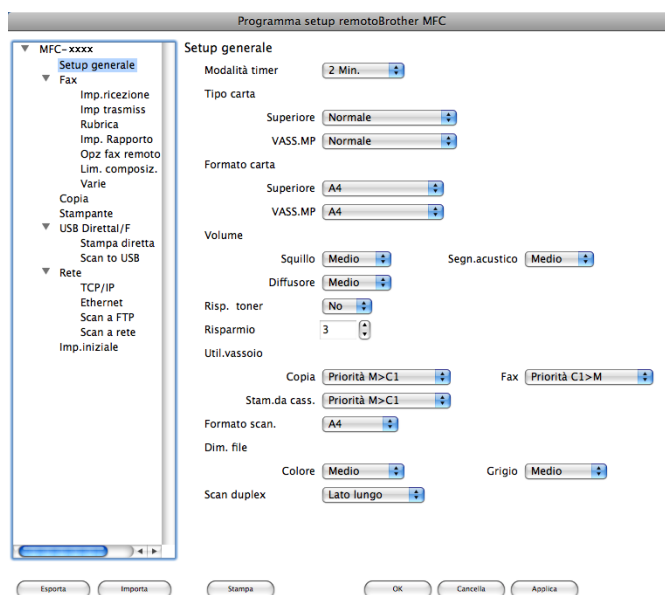 Programma setup remotoBrother MFC
MFC-xxxx
Setup generale
Fax
Imp.ricezione
Imp trasmiss
Rubrica
Imp. Rapporto
Opz fax remoto
Lim. composiz.
Varie
Copia
Stampante
USB Direttal/F
Stampa diretta
Scan to USB
Rete
TCP/IP
Ethernet
Scan a FTP
Scan a rete
Imp.iniziale
Setup generale
Modalità timer 2 Min.
Tipo carta
Superiore Normale
VASS.MP Normale
Formato carta
Superiore A4
VASS.MP A4
Volume
Squillo Medio Segn.acustico Medio
Diffusore Medio
Risp. toner No
Risparmio 3
Util.vassoio
Copia Priorità M>C1 Fax Priorità C1>M
Stam.da cass. Priorità M>C1
Formato scan. A4
Dim. file
Colore Medio Grigio Medio
Scan duplex Lato lungo
Esporta Importa Stampa OK Cancella Applica